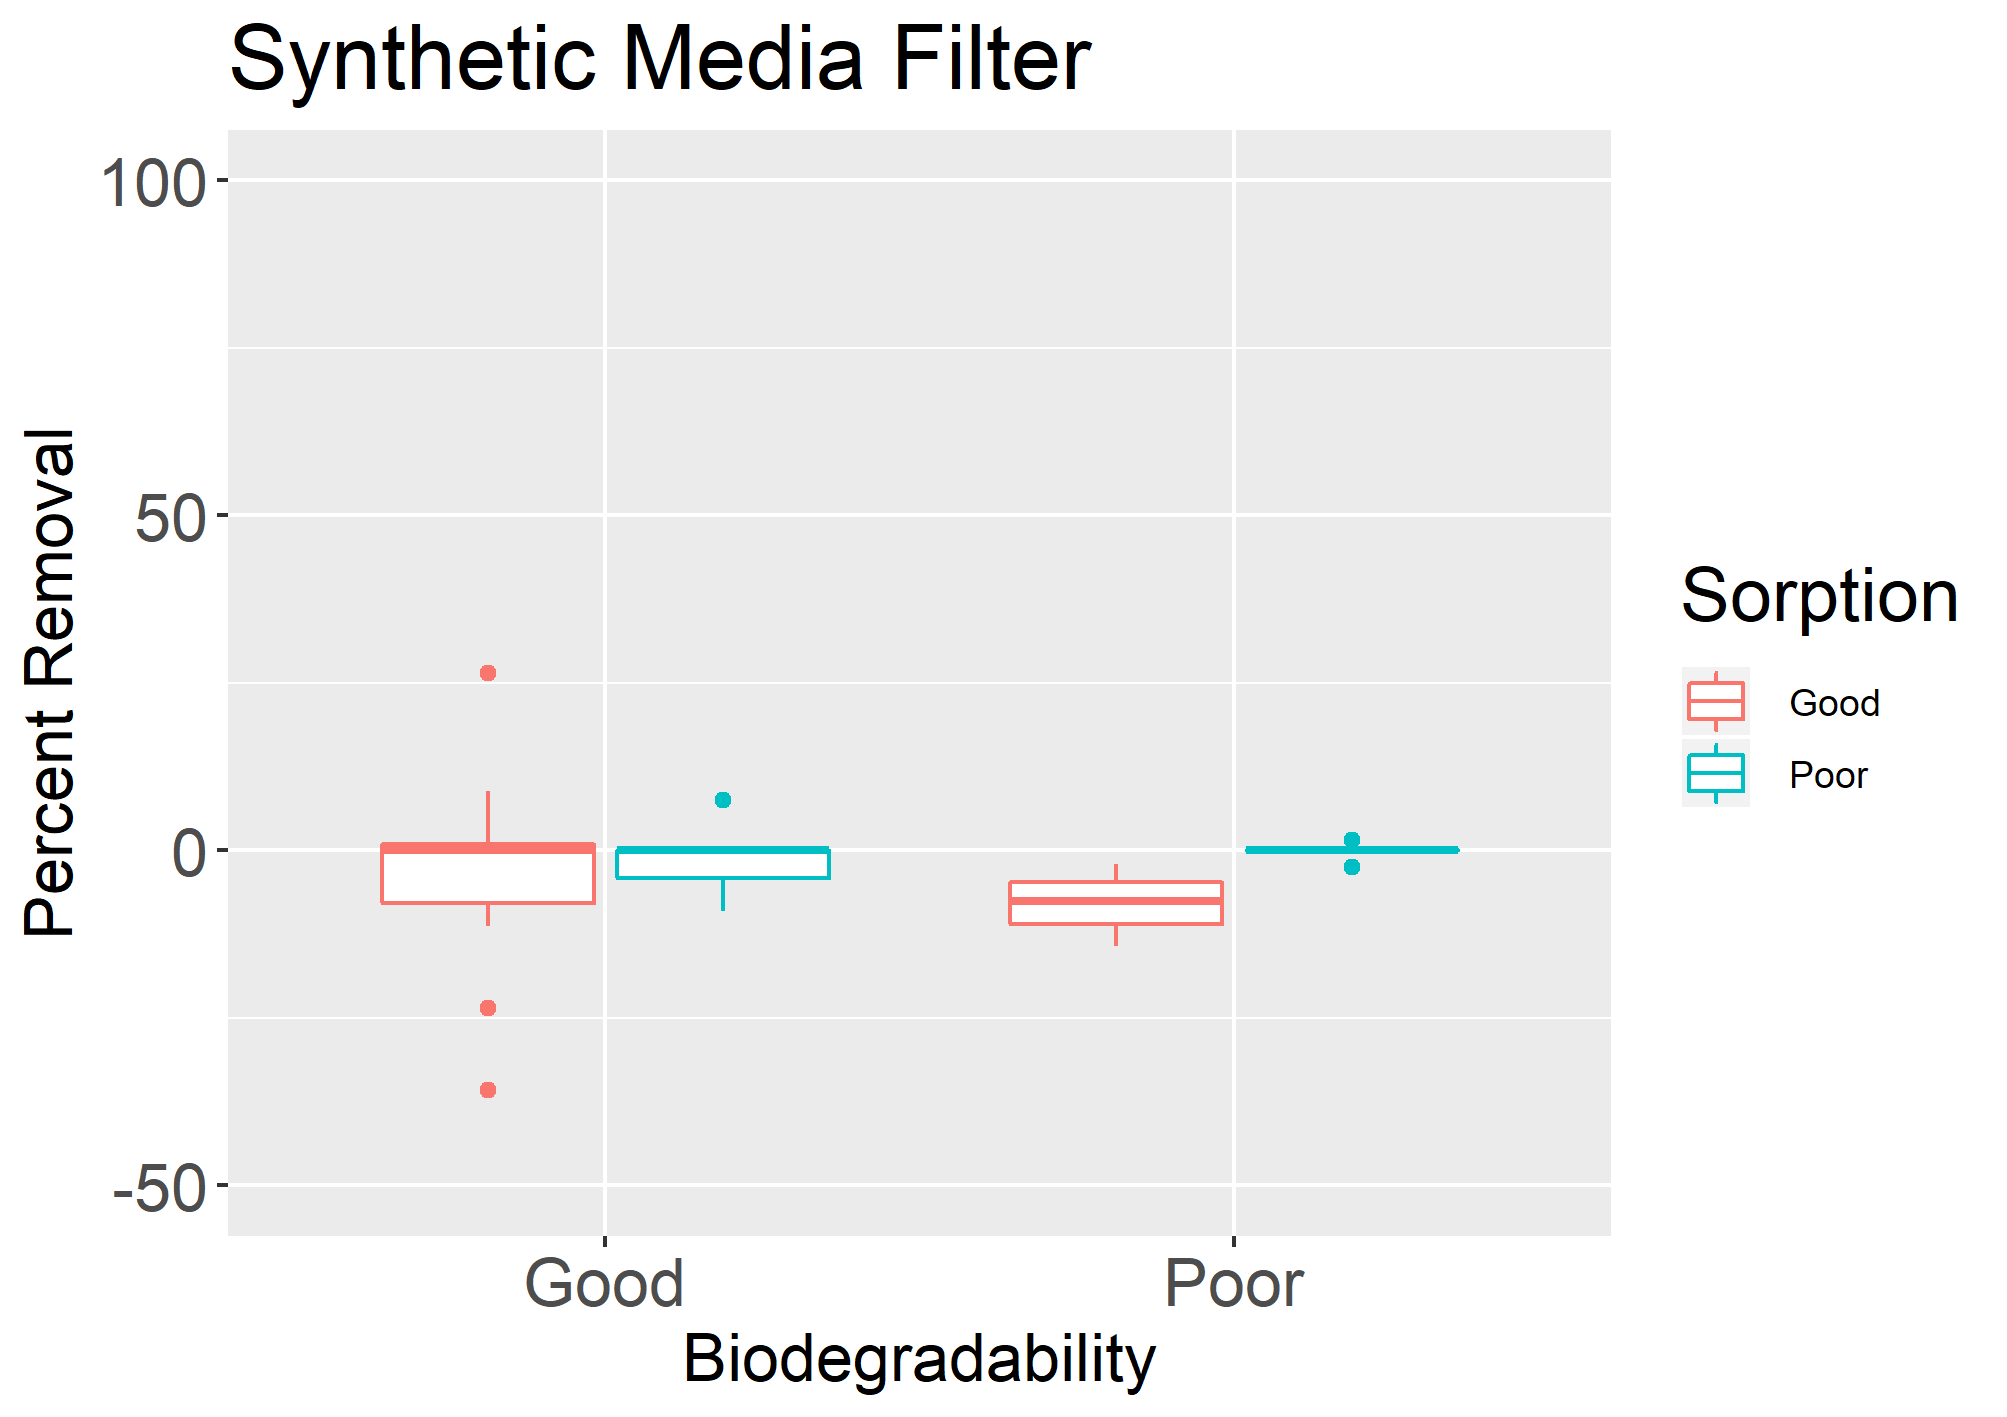 Synthetic Media Filter
Percent Removal
100
50
0
-50
Good
Poor
Biodegradability
Sorption
Good
Poor